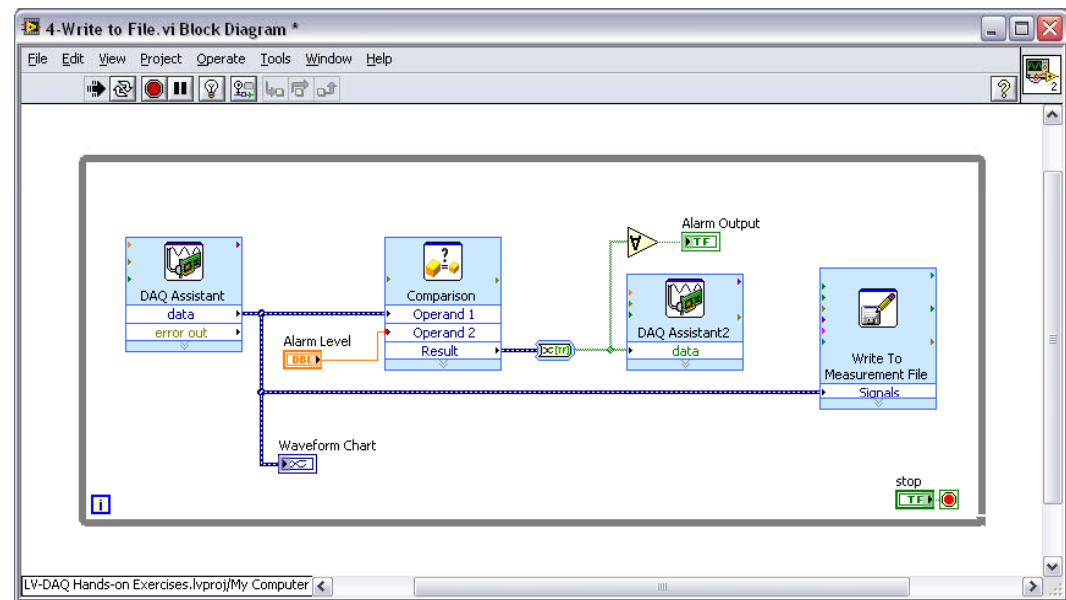 4-Write to File.vi Block Diagram *
File Edit View Project Operate Tools Window Help
? 2
Alarm Output
TF
?
DAQ Assistant
data
error out
Comparison
Operand 1
Operand 2
Result
Alarm Level
DBL
TF
DAQ Assistant2
data
Write To
Measurement File
Signals
Waveform Chart
stop
TF
i
LV-DAQ Hands-on Exercises.lvproj/My Computer